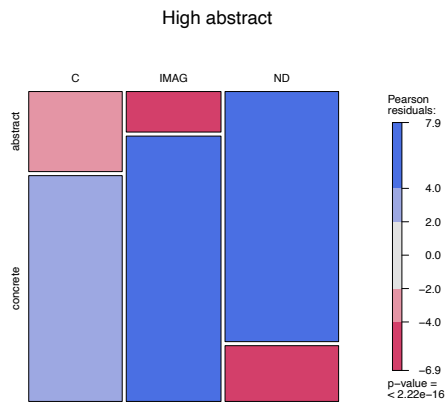 High abstract
C IMAG ND
abstract
concrete
Pearson
residuals:
7.9
4.0
2.0
0.0
−2.0
−4.0
−6.9
p−value =
< 2.22e−16